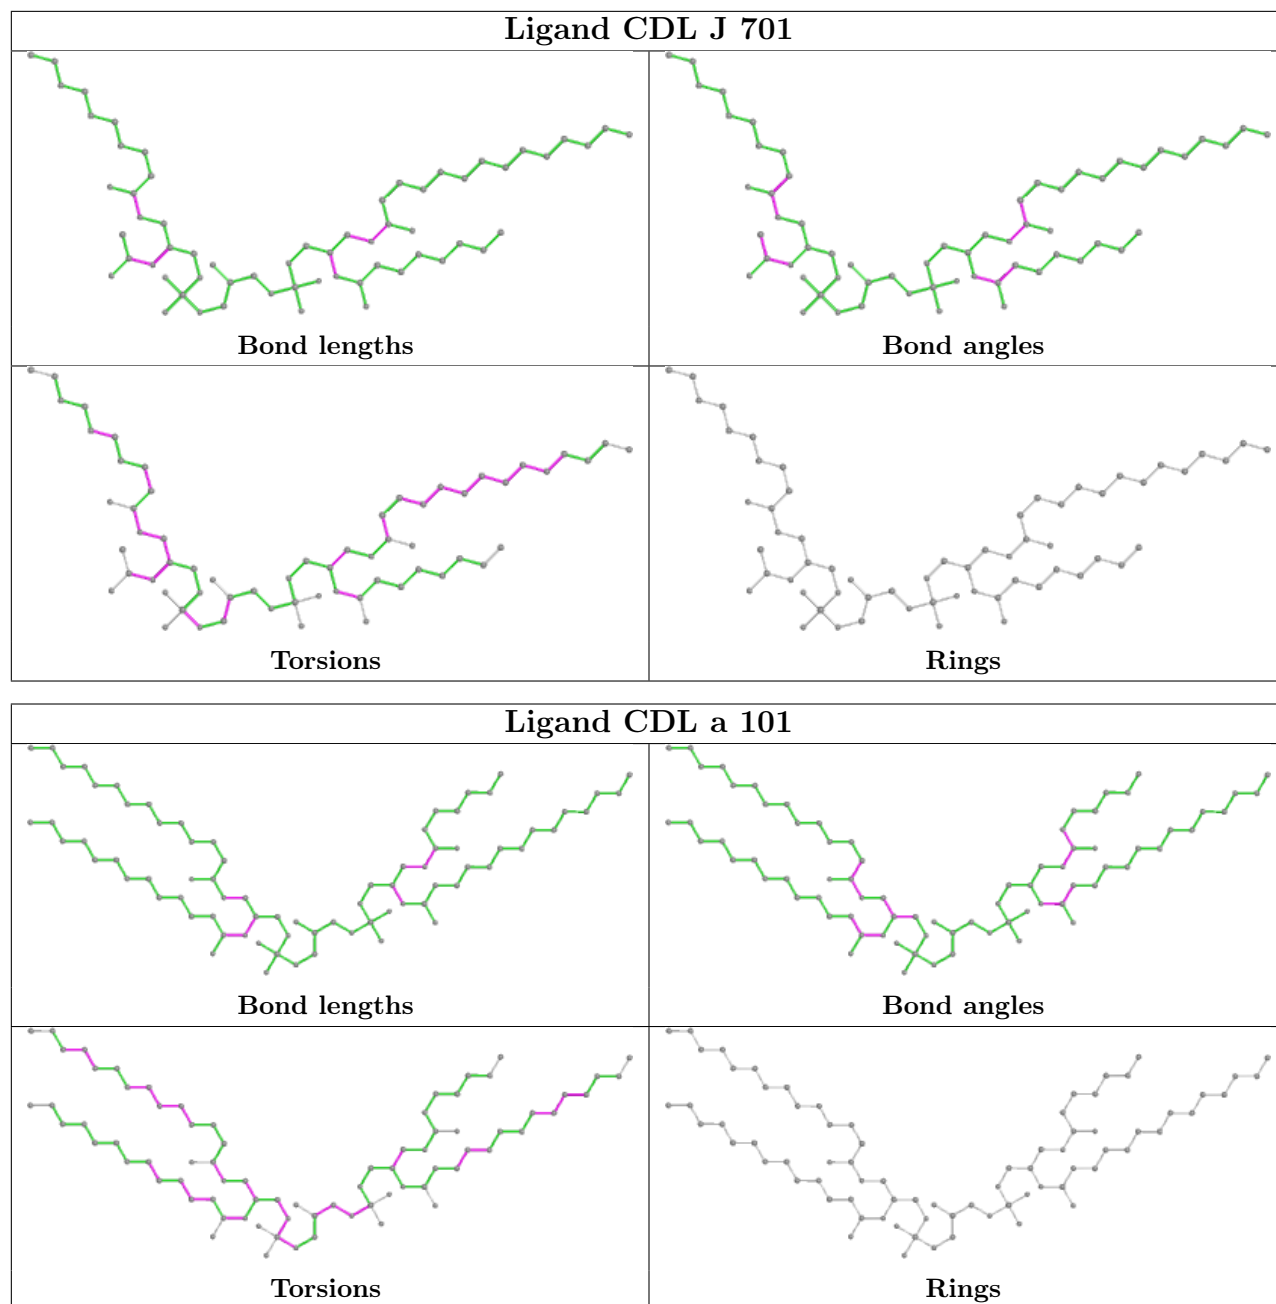 Ligand CDL J 701
Bond lengths
Bond angles
Torsions
Rings
Ligand CDL a 101
Bond lengths
Bond angles
Torsions
Rings